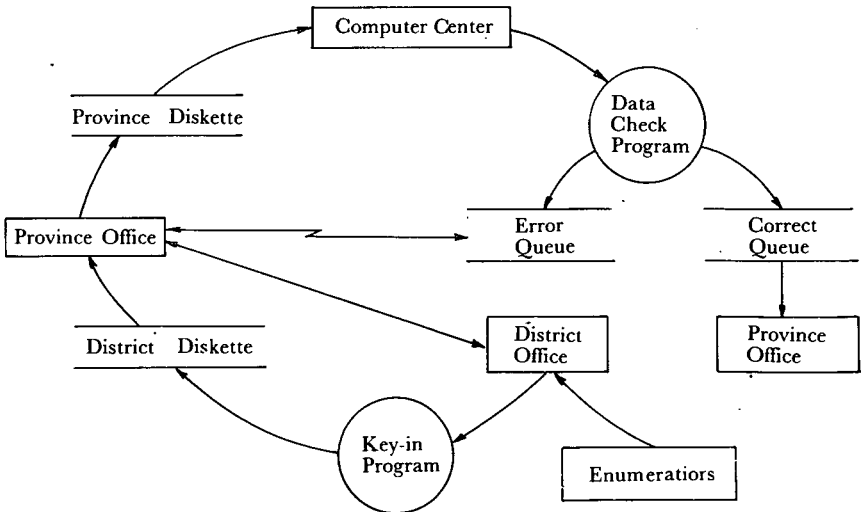 Computer Center
Province Diskette
Data
Check
Program
Province Office
Error
Queue
Correct
Queue
District Diskette
District
Office
Province
Office
Key-in
Program
Enumeratiors